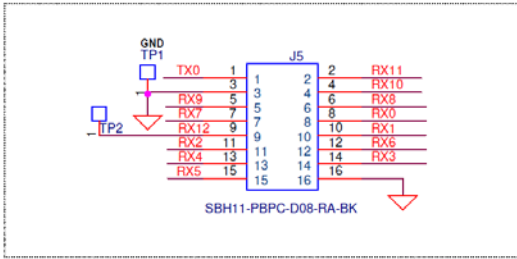 GND
TP1
J5
TX0 1 1 2 2 RX11
1 3 3 4 4 RX10
RX9 5 5 6 6 RX8
RX7 7 7 8 8 RX0
TP2
1 RX12 9 9 10 10 RX1
RX2 11 11 12 12 RX6
RX4 13 13 14 14 RX3
RX5 15 15 16 16
SBH11-PBPC-D08-RA-BK